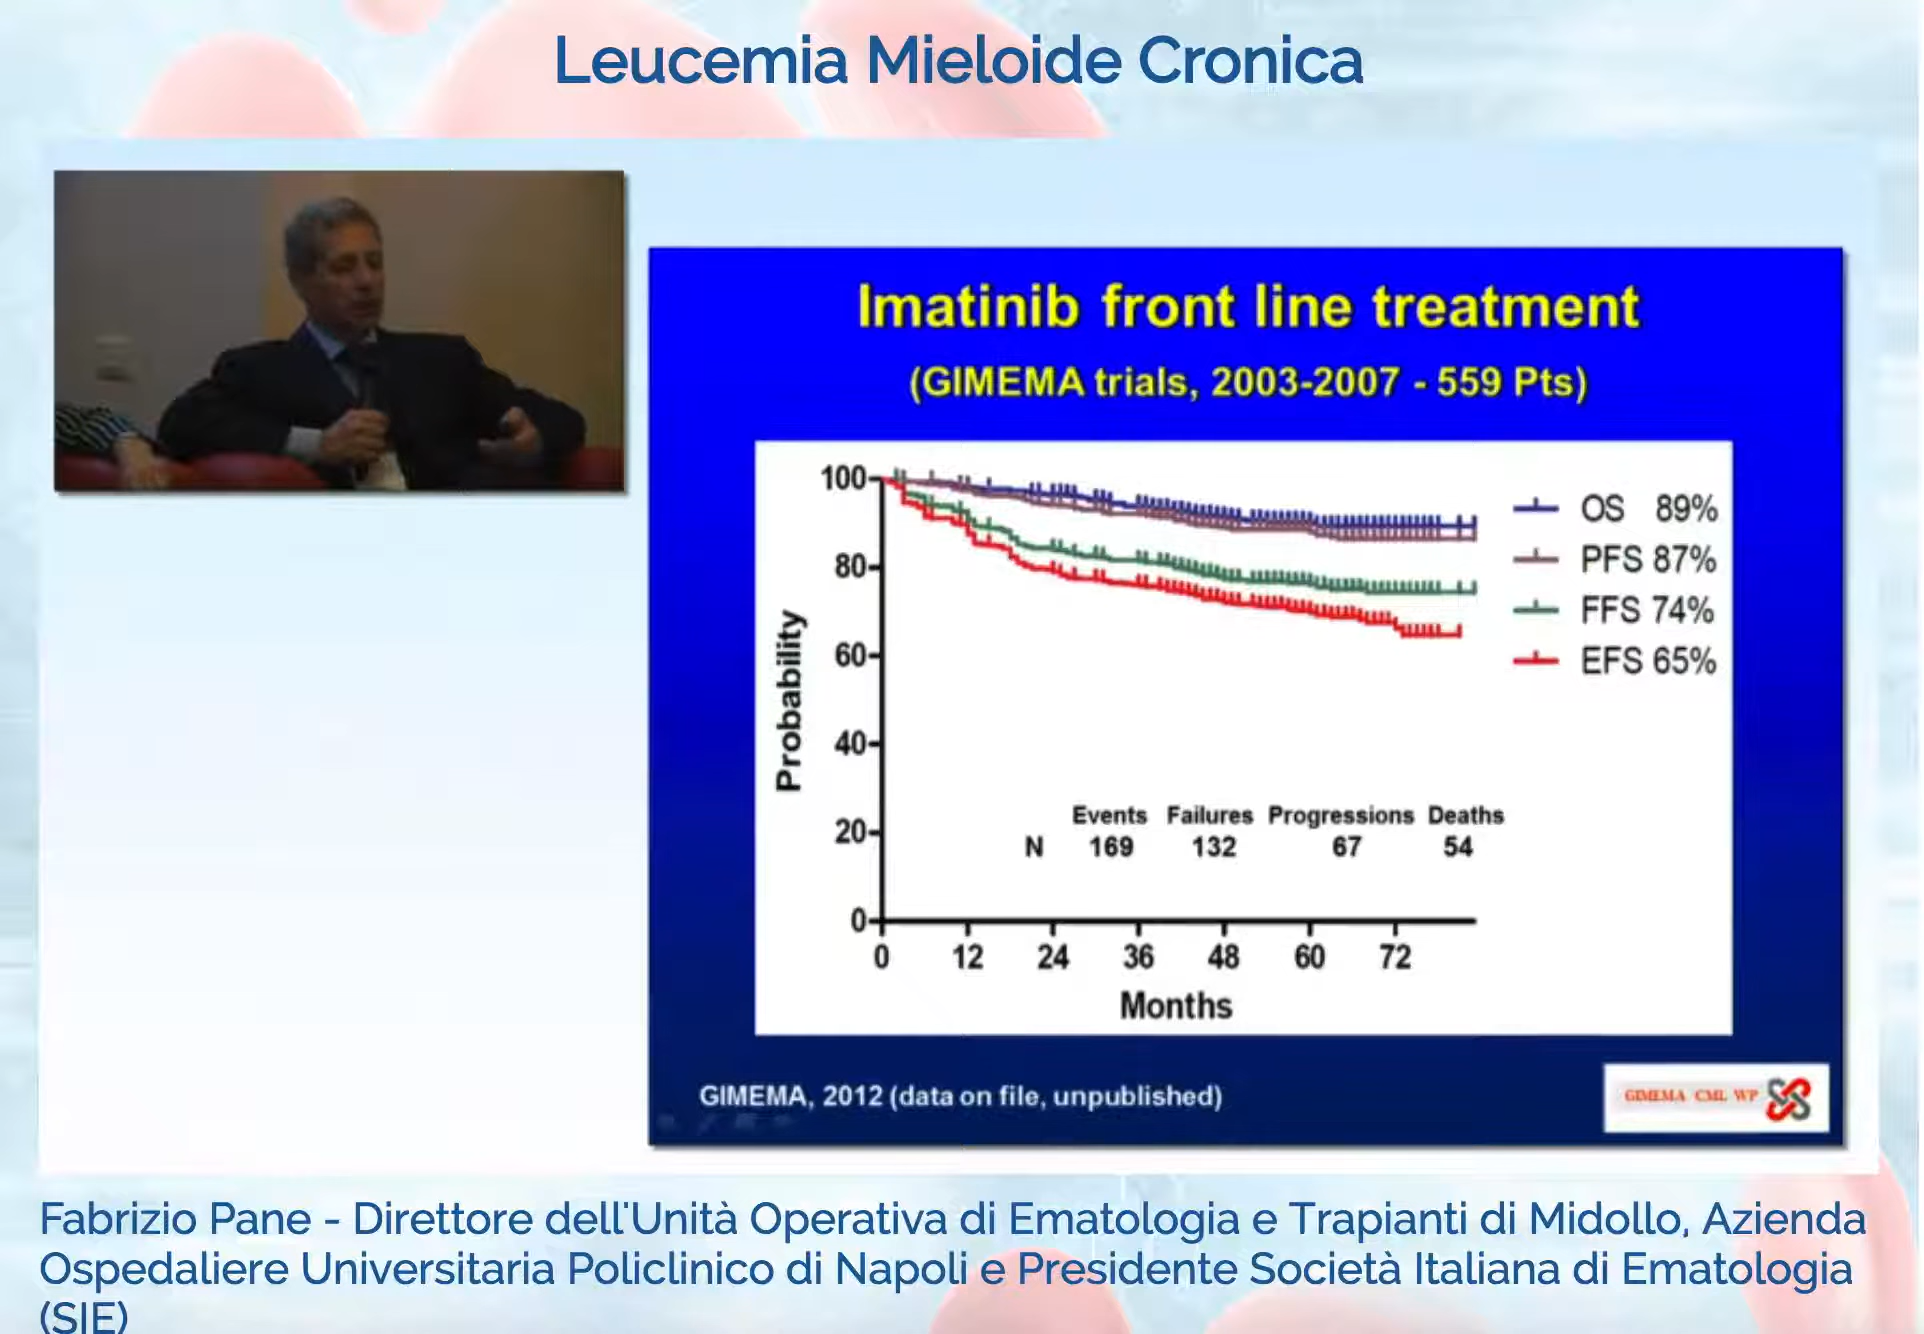 Leucemia Mieloide Cronica
Imatinib front line treatment
(GIMEMA trials, 2003-2007 - 559 Pts)
100
80
60
40
20
0
Probability
OS 89%
PFS 87%
FFS 74%
EFS 65%
Events Failures Progressions Deaths
N 169 132 67 54
0 12 24 36 48 60 72
Months
GIMEMA, 2012 (data on file, unpublished)
GIMEMA CML WP
Fabrizio Pane - Direttore dell'Unità Operativa di Ematologia e Trapianti di Midollo, Azienda
Ospedaliere Universitaria Policlinico di Napoli e Presidente Società Italiana di Ematologia
(SIE)